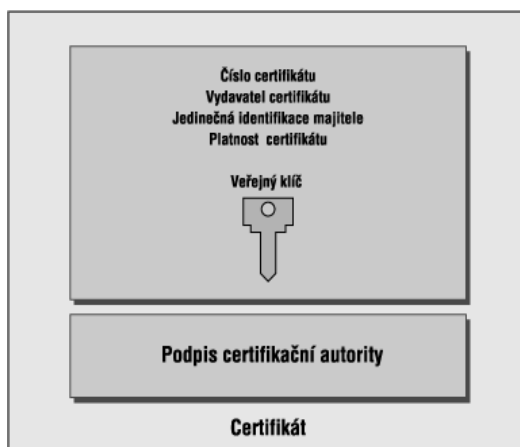 Číslo certifikátu
Vydavatel certifikátu
Jedinečná identifikace majitele
Platnost certifikátu
Veřejný klíč
Podpis certifikační autority
Certifikát